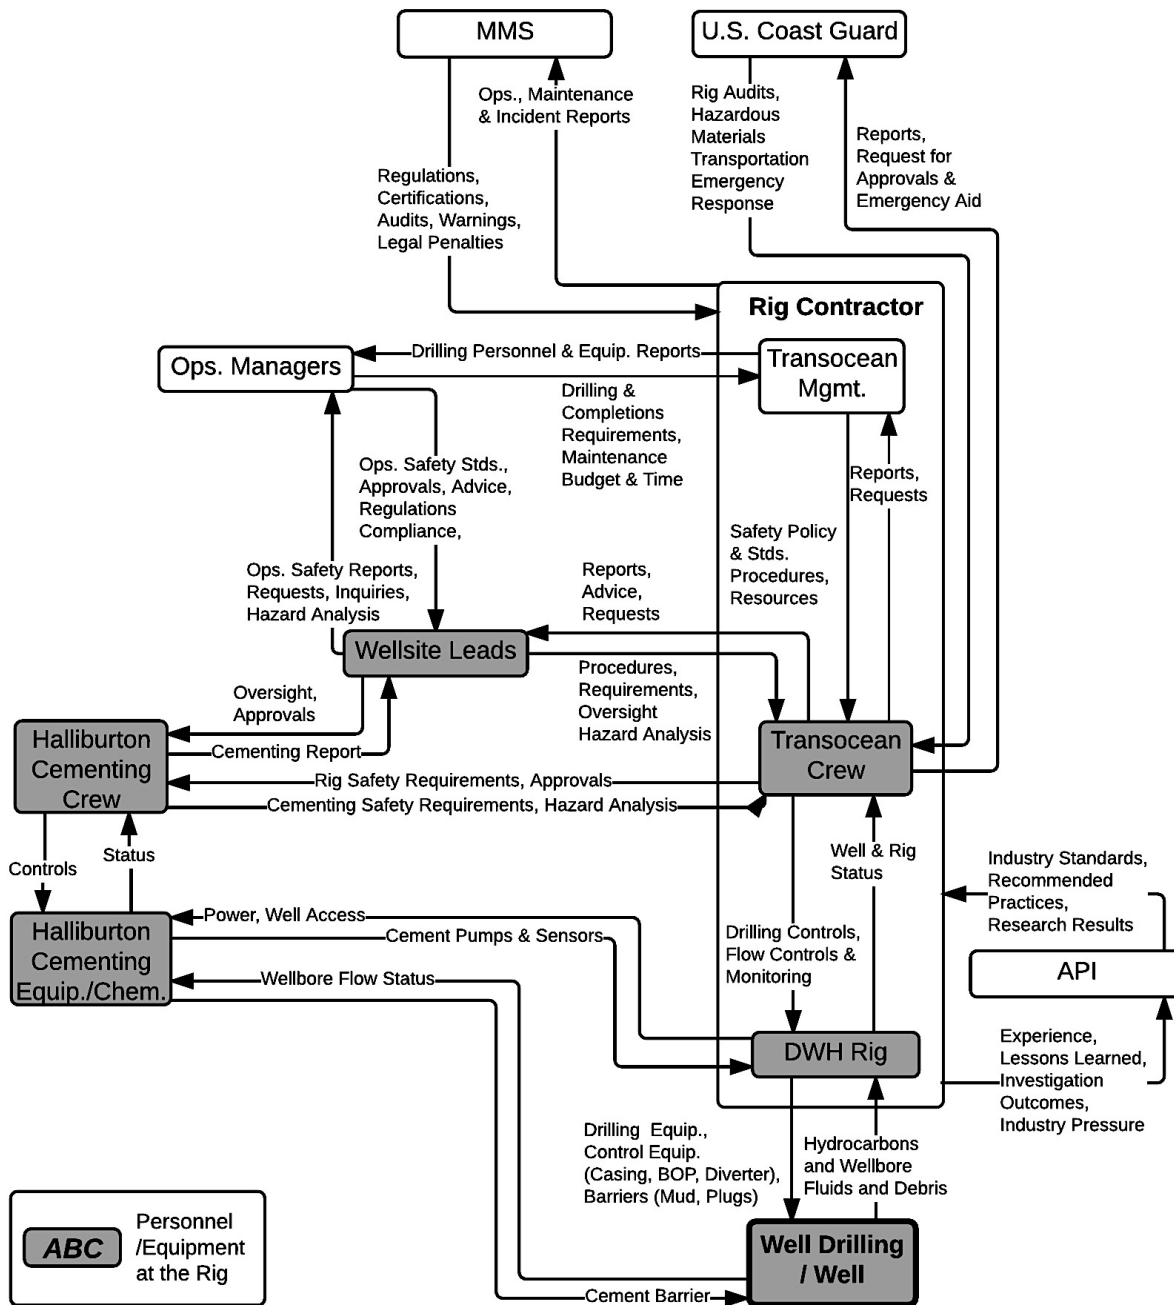 MMS
U.S. Coast Guard
Ops., Maintenance
& Incident Reports
Rig Audits,
Hazardous
Materials
Transportation
Emergency
Response
Reports,
Request for
Approvals &
Emergency Aid
Regulations,
Certifications,
Audits, Warnings,
Legal Penalties
Rig Contractor
Ops. Managers
Drilling Personnel & Equip. Reports
Transocean
Mgmt.
Drilling &
Completions
Requirements,
Maintenance
Budget & Time
Ops. Safety Stds.,
Approvals, Advice,
Regulations
Compliance,
Reports,
Requests
Safety Policy
& Stds.
Procedures,
Resources
Ops. Safety Reports,
Requests, Inquiries,
Hazard Analysis
Reports,
Advice,
Requests
Wellsite Leads
Procedures,
Requirements,
Oversight
Hazard Analysis
Oversight,
Approvals
Halliburton
Cementing
Crew
Cementing Report
Transocean
Crew
Rig Safety Requirements, Approvals
Cementing Safety Requirements, Hazard Analysis
Controls
Status
Well & Rig
Status
Industry Standards,
Recommended
Practices,
Research Results
Halliburton
Cementing
Equip./Chem.
Power, Well Access
Cement Pumps & Sensors
Wellbore Flow Status
Drilling Controls,
Flow Controls &
Monitoring
API
DWH Rig
Experience,
Lessons Learned,
Investigation
Outcomes,
Industry Pressure
Drilling Equip.,
Control Equip.
(Casing, BOP, Diverter),
Barriers (Mud, Plugs)
Hydrocarbons
and Wellbore
Fluids and Debris
ABC
Personnel
/Equipment
at the Rig
Well Drilling
/ Well
Cement Barrier